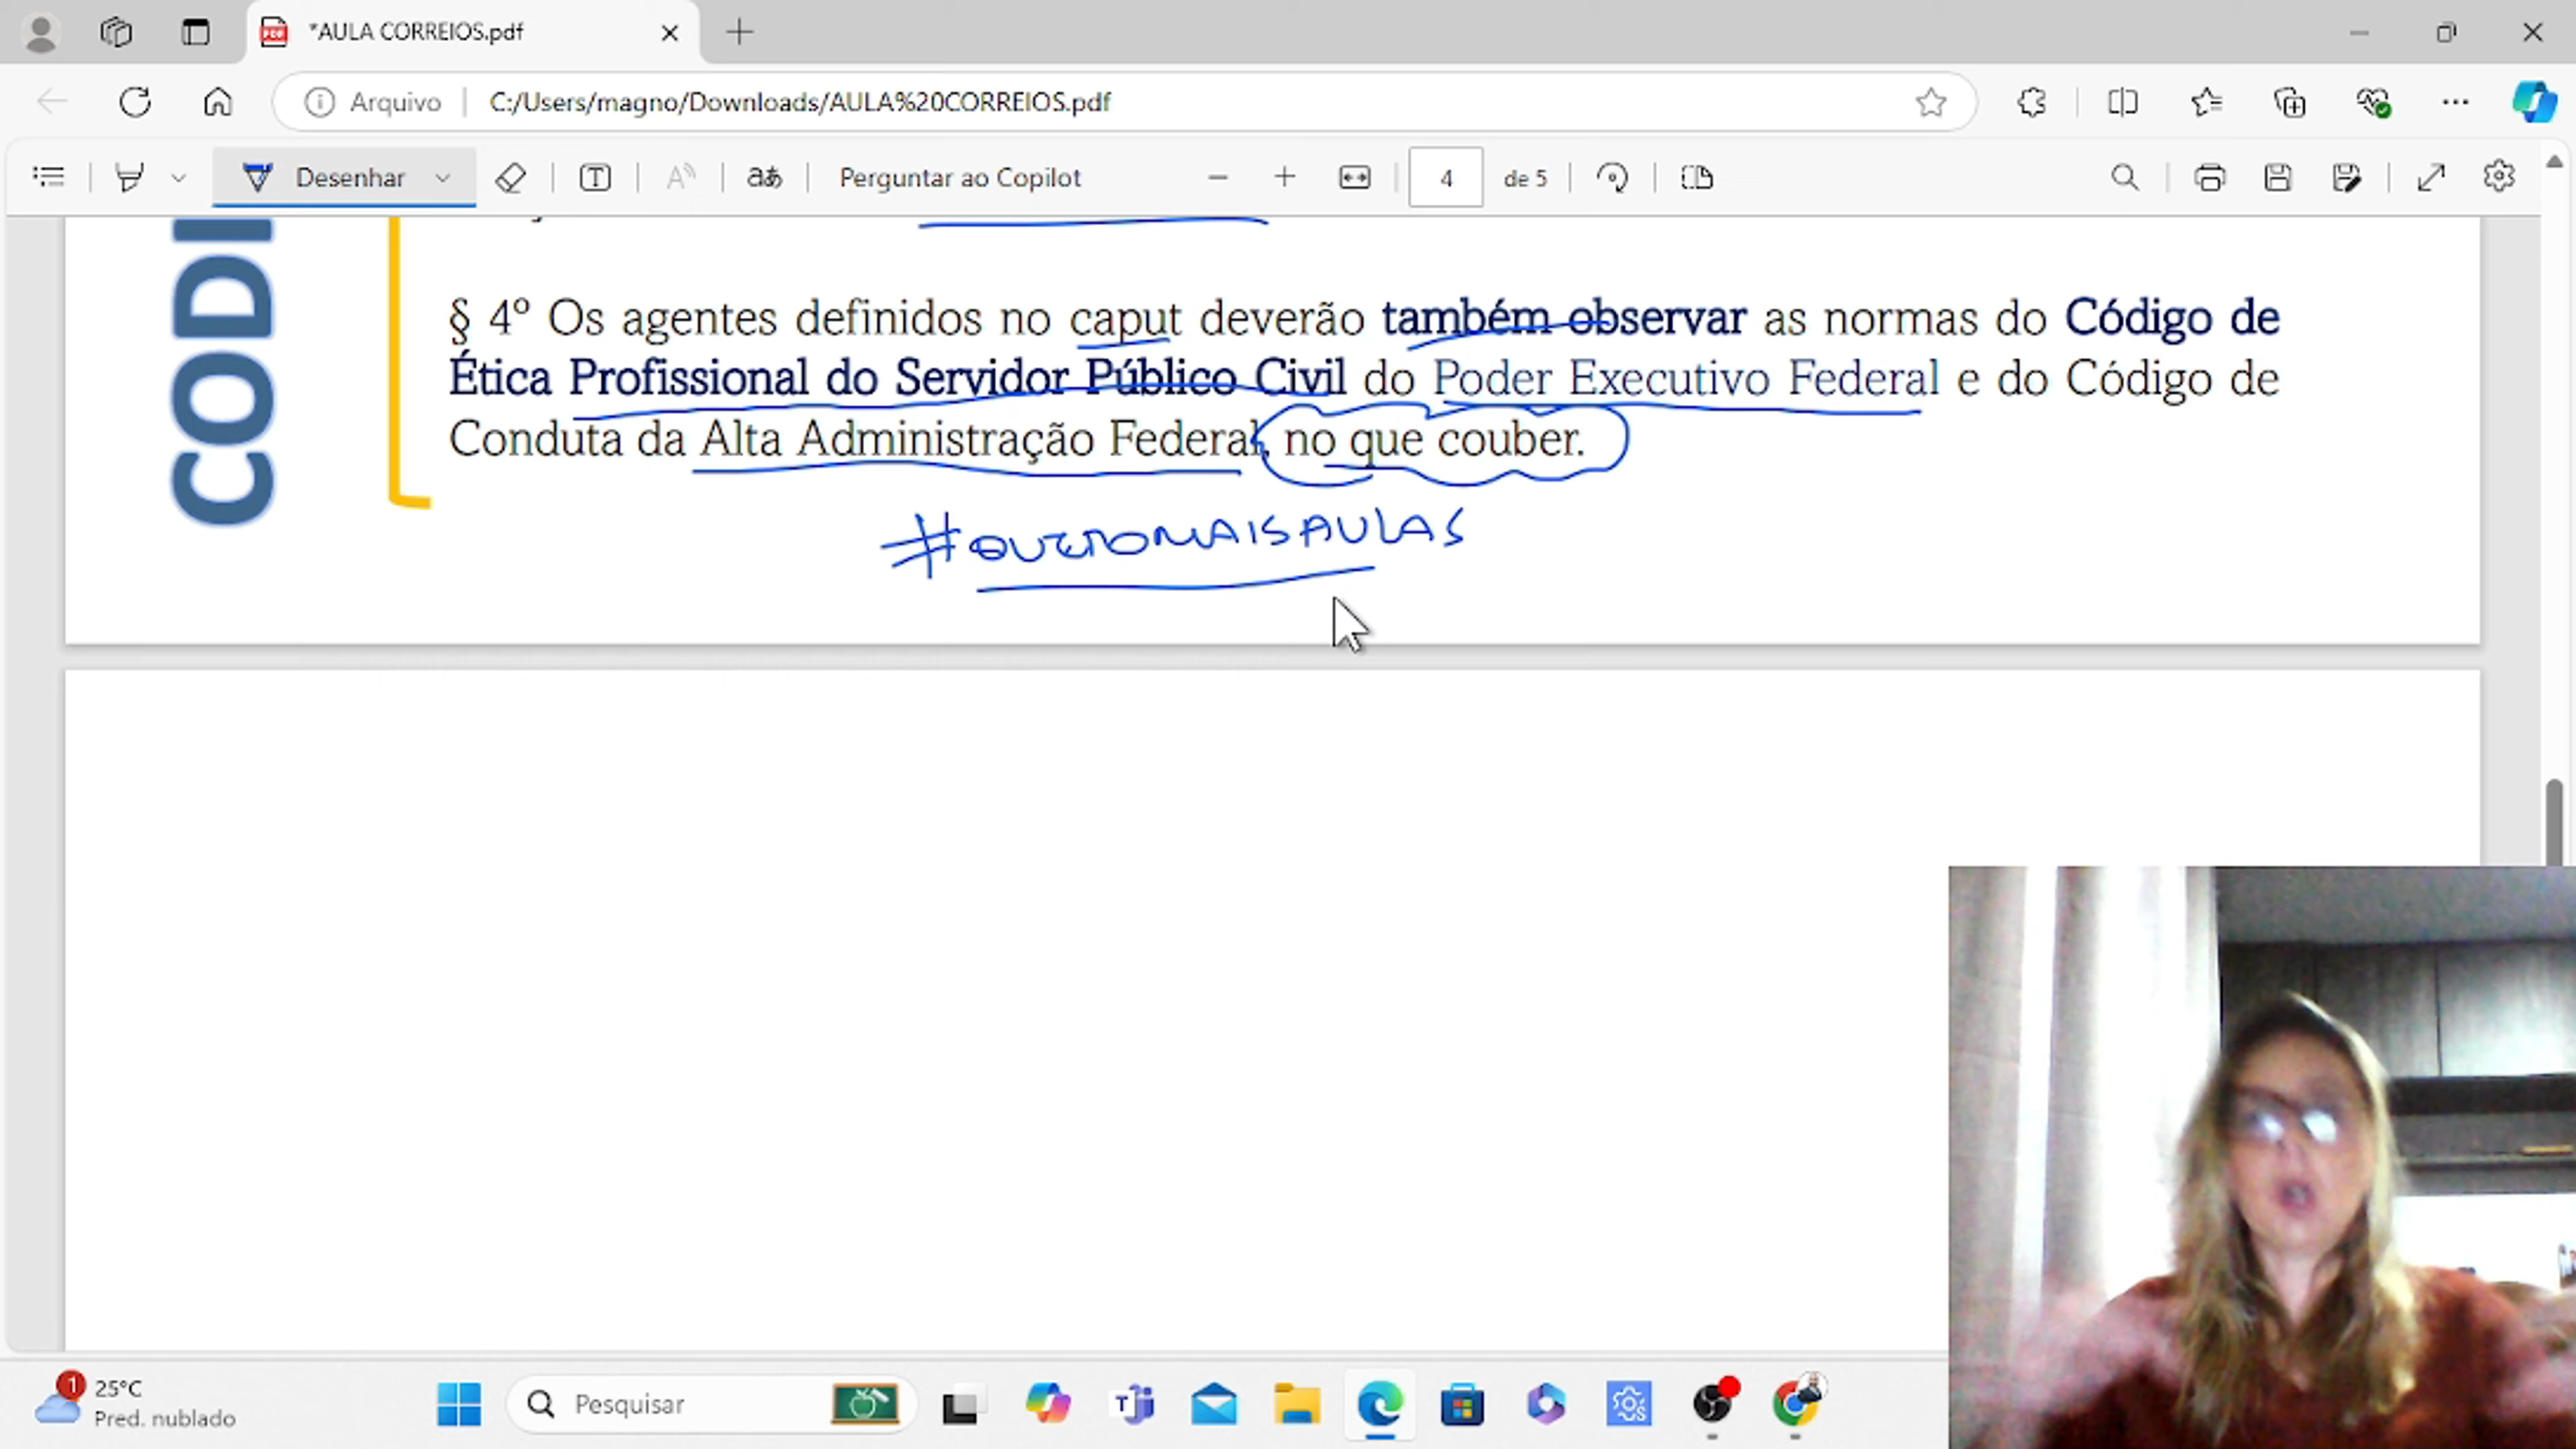 *AULA CORREIOS.pdf
Arquivo
C:/Users/magno/Downloads/AULA%20CORREIOS.pdf
Desenhar
Perguntar ao Copilot
4
de 5
CODI
§ 4º Os agentes definidos no caput deverão também observar as normas do Código de
Ética Profissional do Servidor Público Civil do Poder Executivo Federal e do Código de
Conduta da Alta Administração Federal, no que couber.
#QUEROMAISAULAS
1
25°C
Pred. nublado
Pesquisar